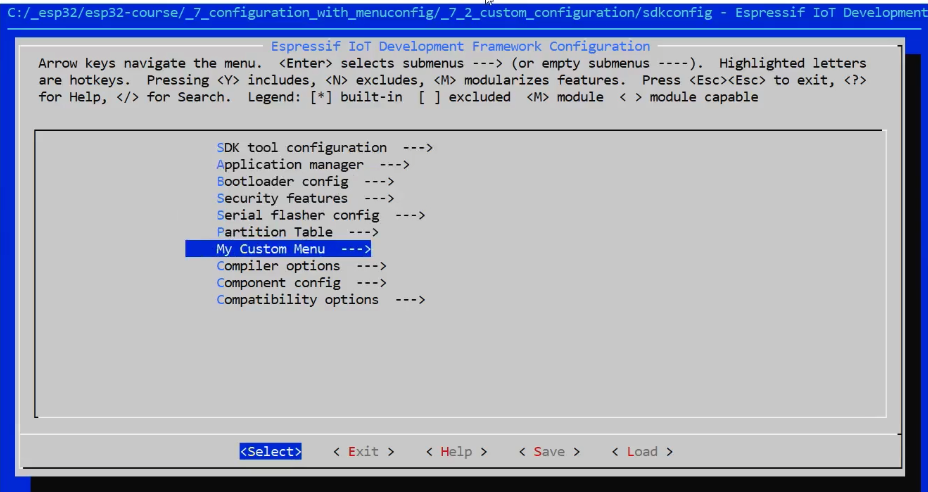 C:/_esp32/esp32-course/_7_configuration_with_menuconfig/_7_2_custom_configuration/sdkconfig - Espressif IoT Development
Espressif IoT Development Framework Configuration
Arrow keys navigate the menu.  <Enter> selects submenus ---> (or empty submenus ----).  Highlighted letters
are hotkeys.  Pressing <Y> includes, <N> excludes, <M> modularizes features.  Press <Esc><Esc> to exit, <?>
for Help, </> for Search.  Legend: [*] built-in  [ ] excluded  <M> module  < > module capable
SDK tool configuration  --->
Application manager  --->
Bootloader config  --->
Security features  --->
Serial flasher config  --->
Partition Table  --->
My Custom Menu  --->
Compiler options  --->
Component config  --->
Compatibility options  --->
<Select>    < Exit >    < Help >    < Save >    < Load >